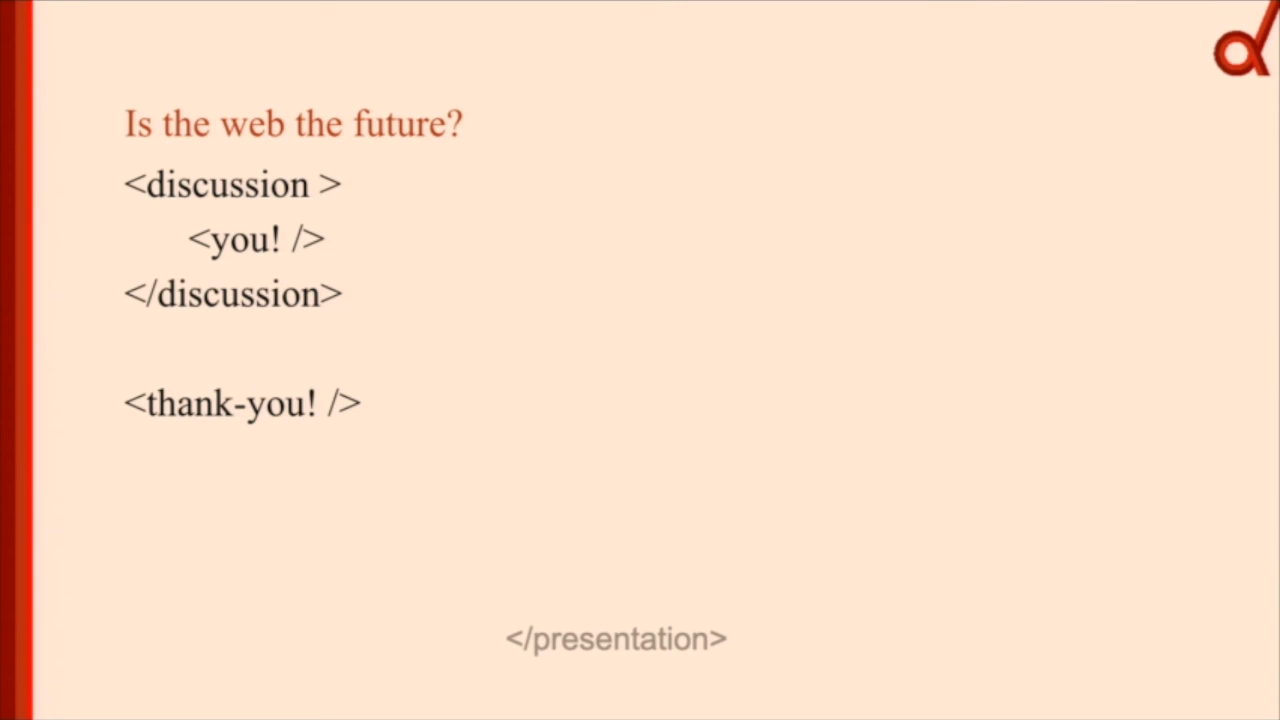 Is the web the future?
<discussion >
<you! />
</discussion>
<thank-you! />
</presentation>